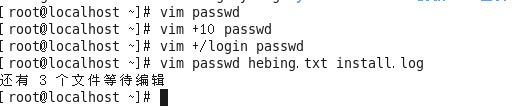 [root@localhost ~]# vim passwd
[root@localhost ~]# vim +10 passwd
[root@localhost ~]# vim +/login passwd
[root@localhost ~]# vim passwd hebing.txt install.log
还有 3 个文件等待编辑
[root@localhost ~]#